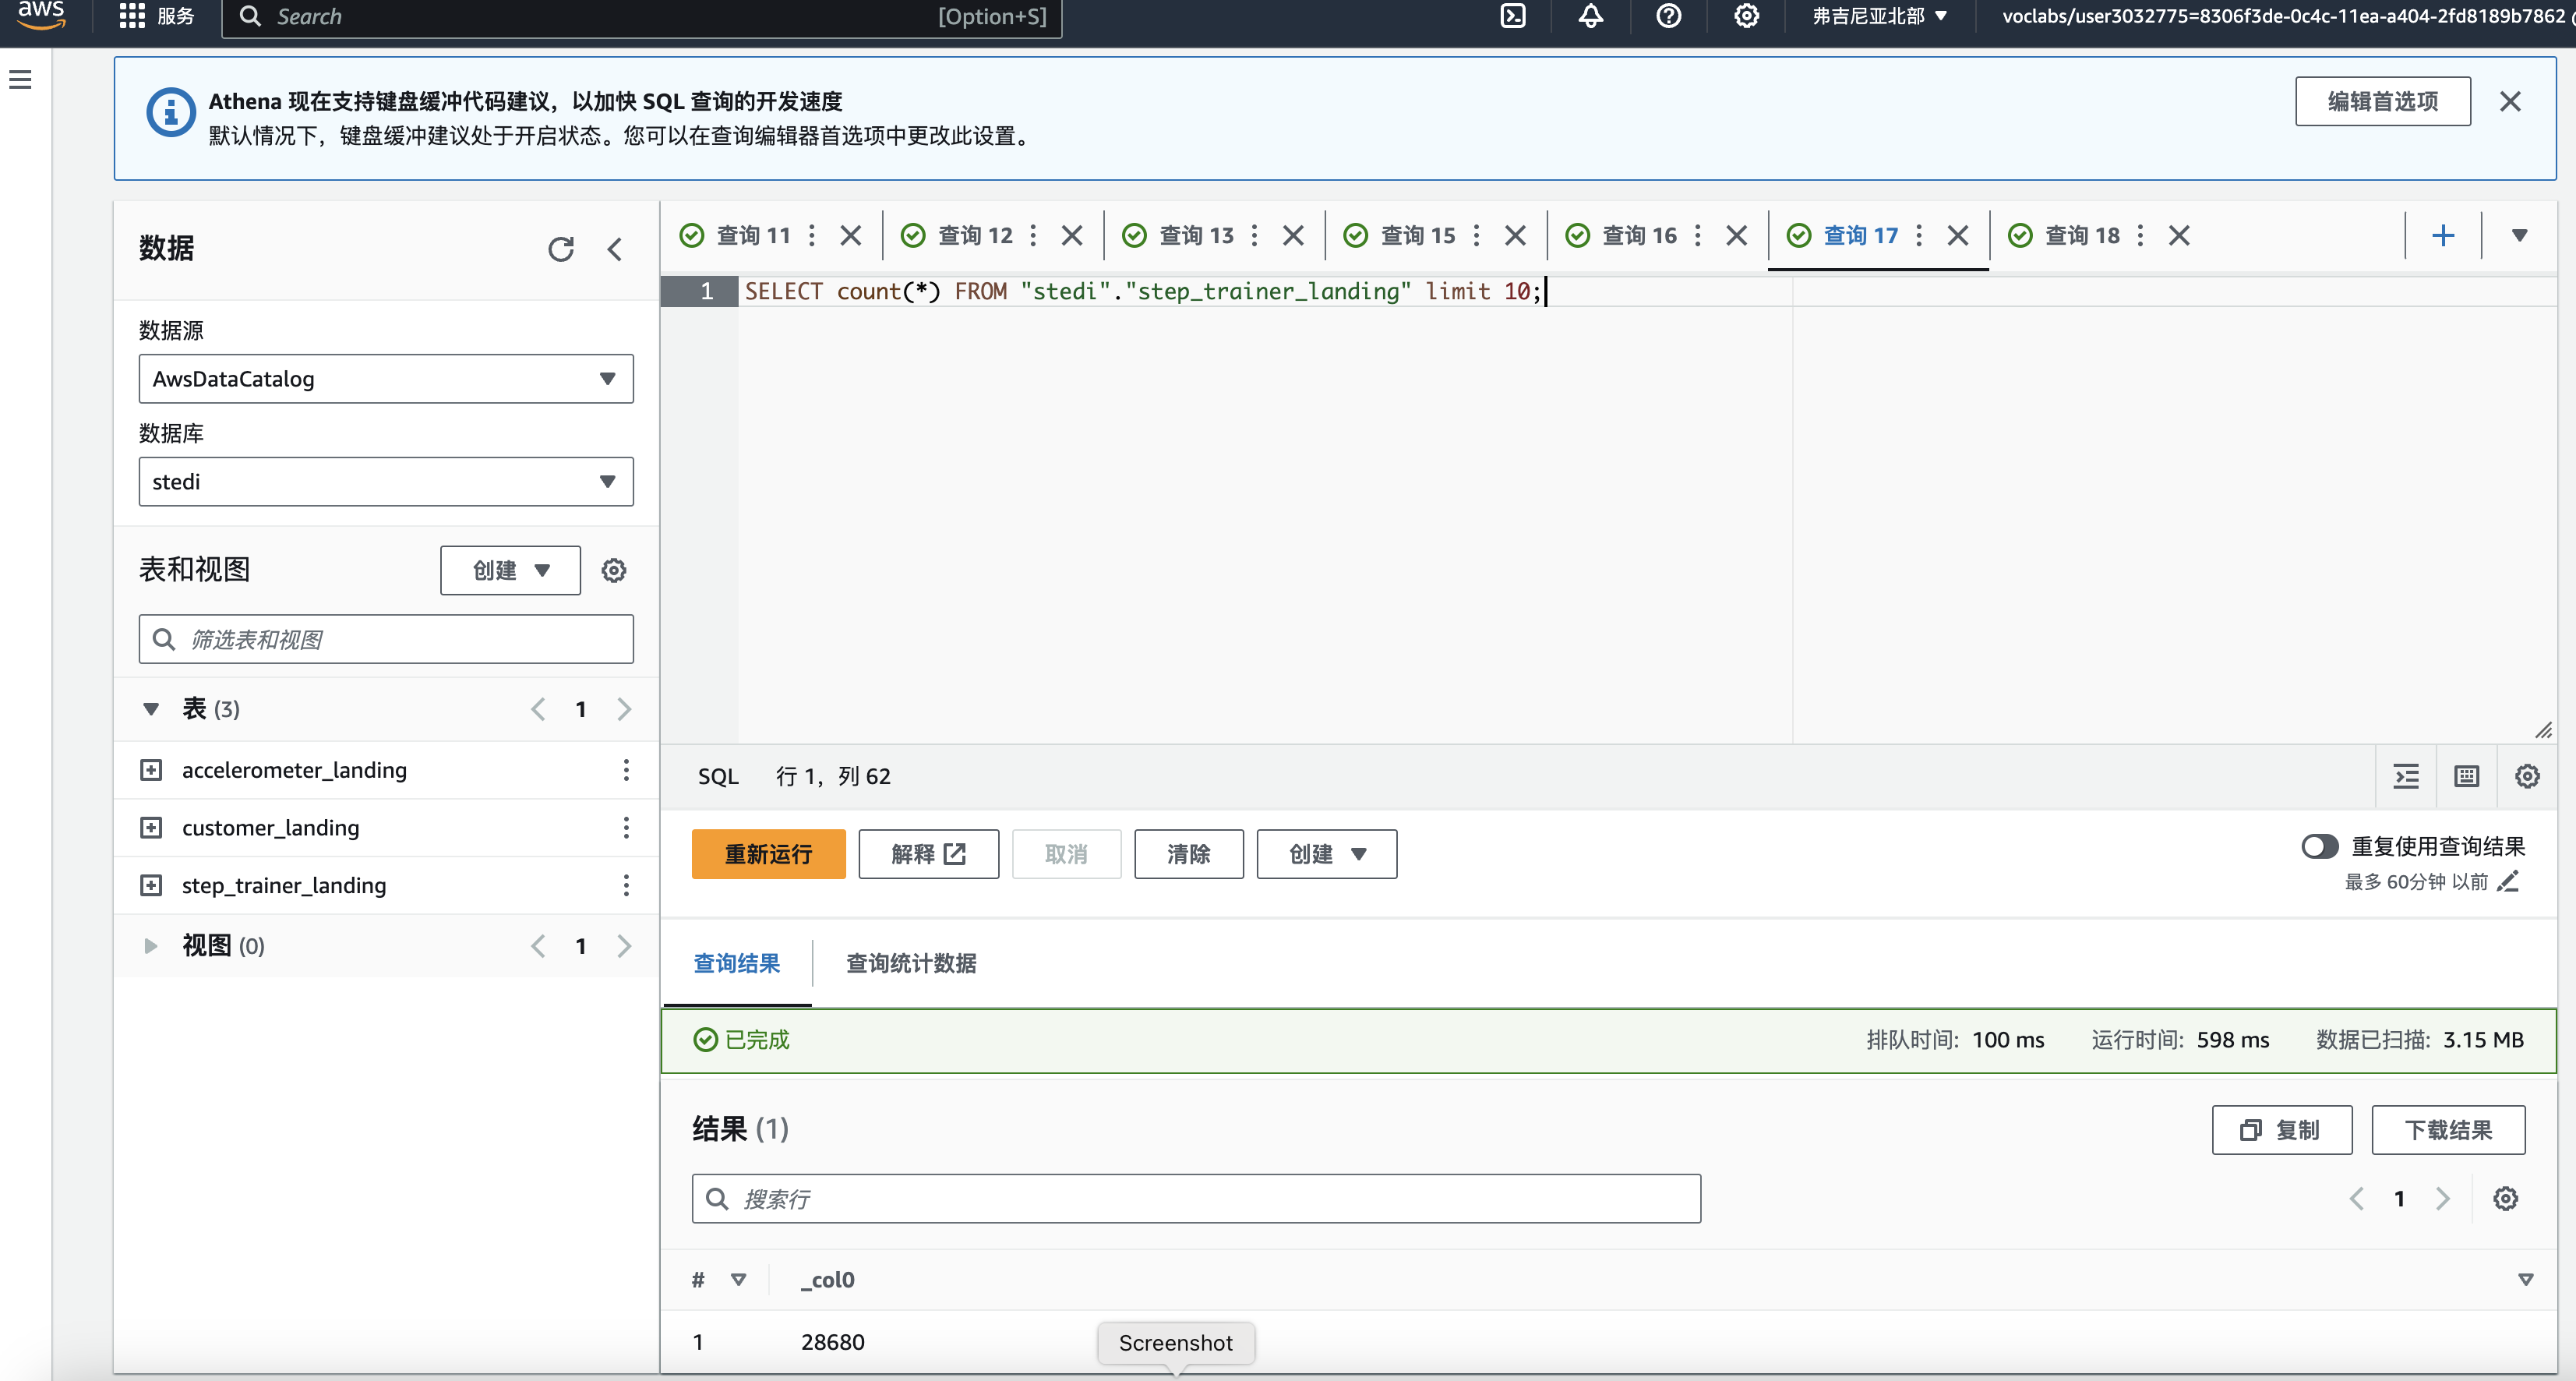 aws
服务
Search
[Option+S]
弗吉尼亚北部
voclabs/user3032775=8306f3de-0c4c-11ea-a404-2fd8189b7862
Athena 现在支持键盘缓冲代码建议，以加快 SQL 查询的开发速度
默认情况下，键盘缓冲建议处于开启状态。您可以在查询编辑器首选项中更改此设置。
编辑首选项
数据
数据源
AwsDataCatalog
数据库
stedi
表和视图
创建
筛选表和视图
表 (3)
1
accelerometer_landing
customer_landing
step_trainer_landing
视图 (0)
1
查询 11
查询 12
查询 13
查询 15
查询 16
查询 17
查询 18
1
SELECT count(*) FROM "stedi"."step_trainer_landing" limit 10;
SQL
行 1，列 62
重新运行
解释
取消
清除
创建
重复使用查询结果
最多 60分钟 以前
查询结果
查询统计数据
已完成
排队时间: 100 ms
运行时间: 598 ms
数据已扫描: 3.15 MB
结果 (1)
复制
下载结果
搜索行
1
#
_col0
1
28680
Screenshot